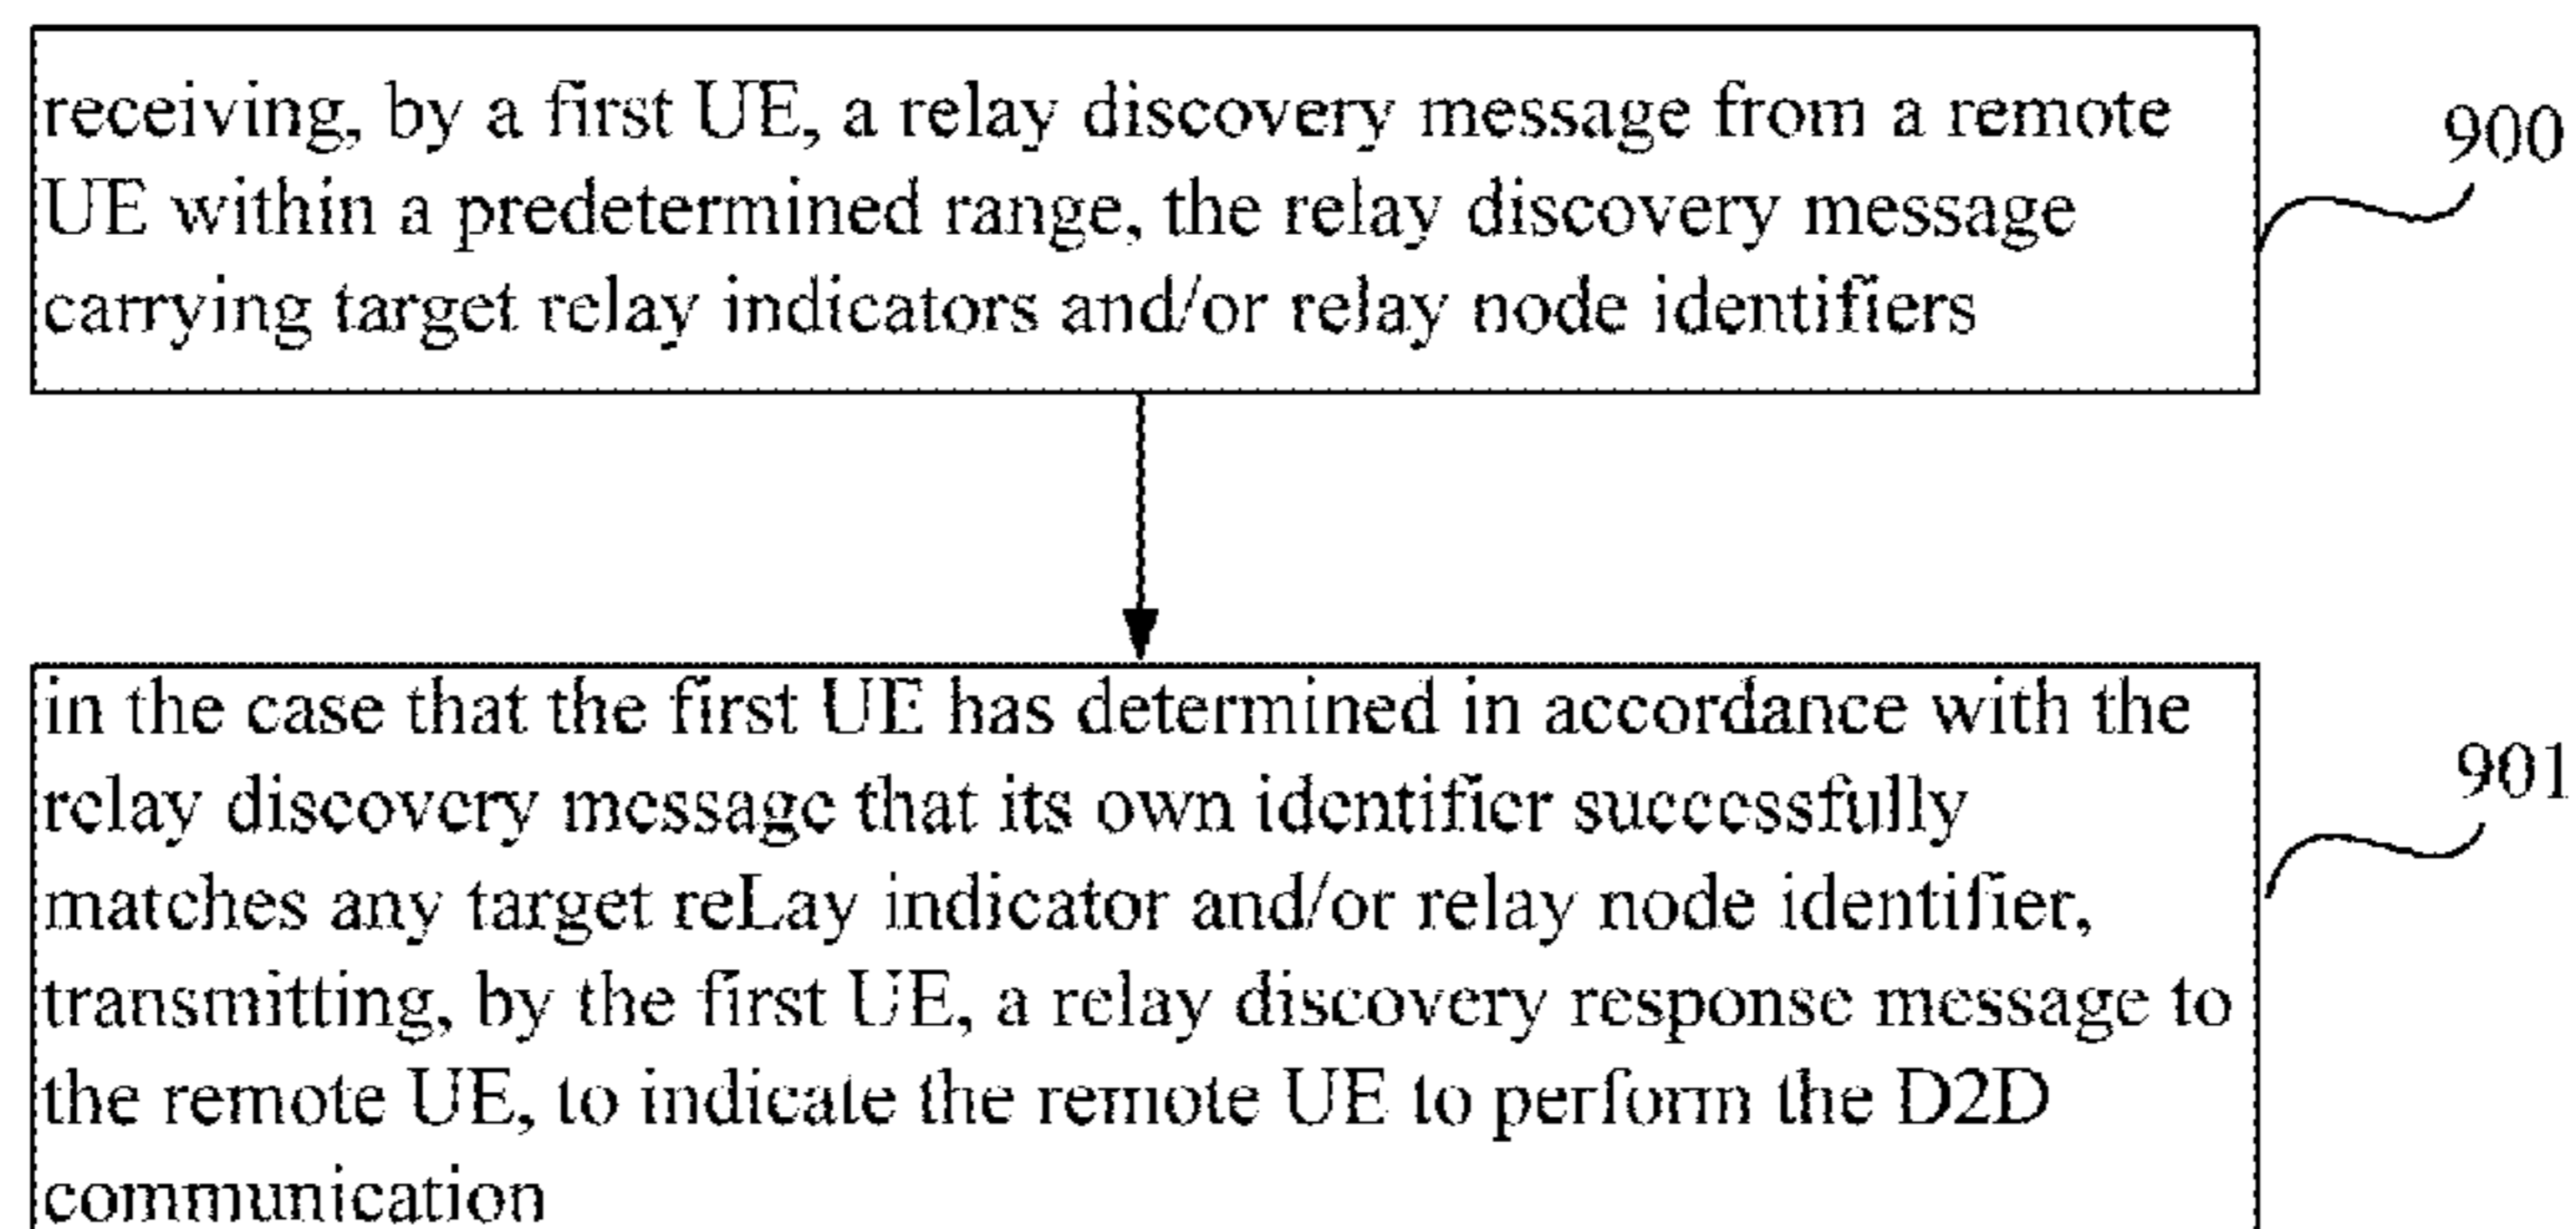 receiving, by a first UE, a relay discovery message from a remote
UE within a predetermined range, the relay discovery message
carrying target relay indicators and/or relay node identifiers
900
in the case that the first UE has determined in accordance with the
relay discovery message that its own identifier successfully
matches any target reLay indicator and/or relay node identifier,
transmitting, by the first UE, a relay discovery response message to
the remote UE, to indicate the remote UE to perform the D2D
communication
901